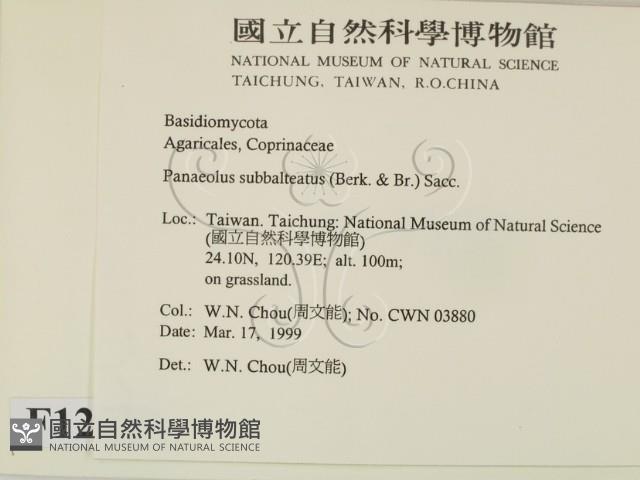 國立自然科學博物館
NATIONAL MUSEUM OF NATURAL SCIENCE
TAICHUNG, TAIWAN, R.O.CHINA
Basidiomycota
Agaricales, Coprinaceae
Panaeolus subbalteatus (Berk. & Br.) Sacc.
Loc.: Taiwan. Taichung: National Museum of Natural Science
(國立自然科學博物館)
24.10N, 120.39E; alt. 100m;
on grassland.
Col.: W.N. Chou(周文能); No. CWN 03880
Date: Mar. 17, 1999
Det.: W.N. Chou(周文能)
F12
國立自然科學博物館
NATIONAL MUSEUM OF NATURAL SCIENCE